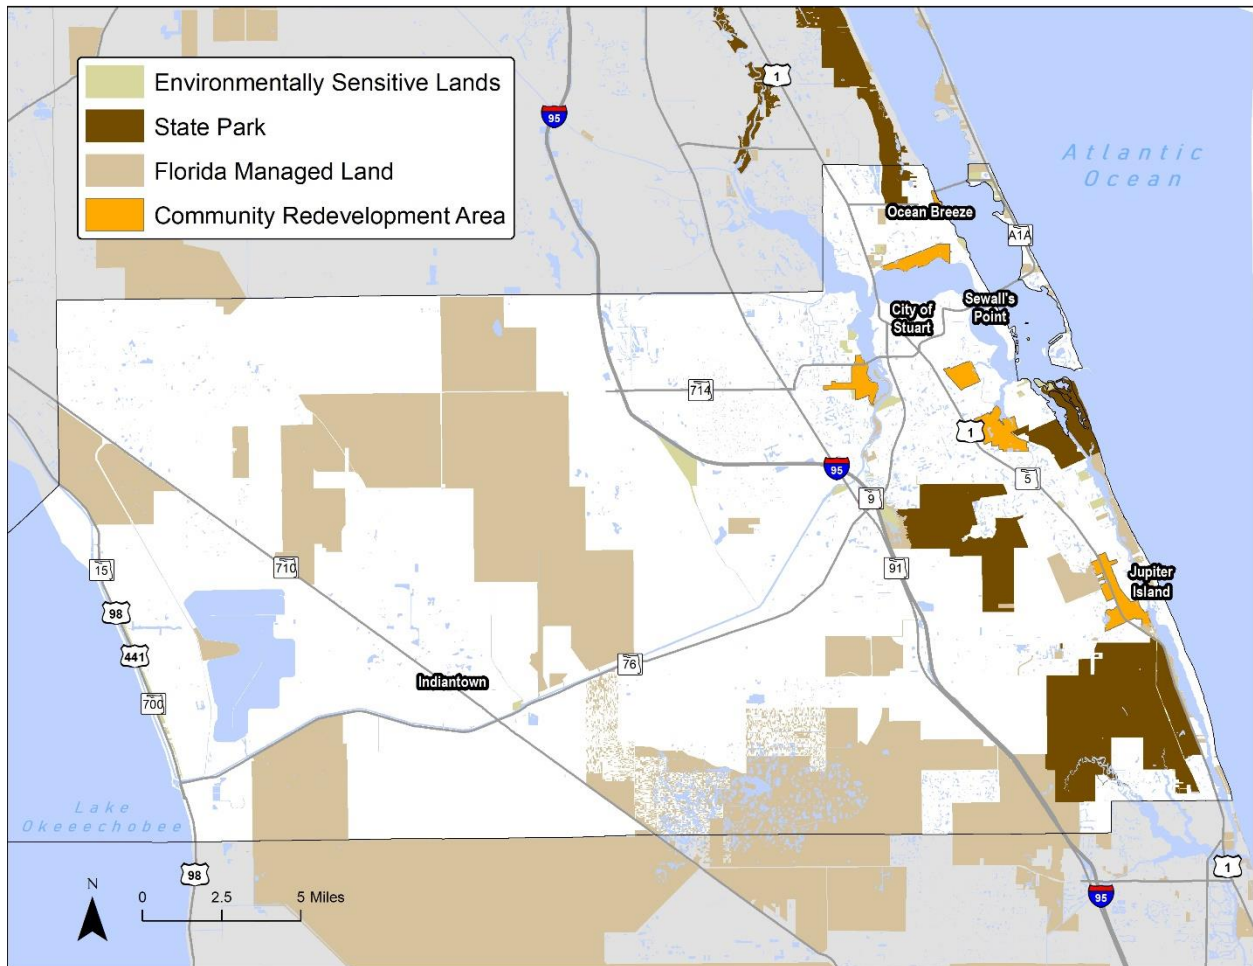 Environmentally Sensitive Lands
State Park
Florida Managed Land
Community Redevelopment Area
1
95
Atlantic
Ocean
Ocean Breeze
A1A
City of
Stuart
Sewall's
Point
714
1
95
5
9
15
710
91
Jupiter
Island
98
441
76
Indiantown
700
Lake
Okeeechobee
98
N
0 2.5 5 Miles
1
95